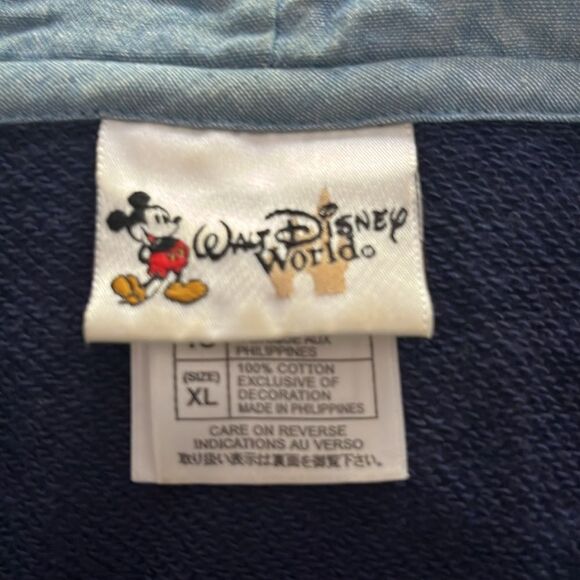 WALT DISNEY
World
AUX
PHILIPPINES
(SIZE)
XL
100% COTTON
EXCLUSIVE OF
DECORATION
MADE IN PHILIPPINES
CARE ON REVERSE
INDICATIONS AU VERSO
取り扱い表示は裏面を御覧下さい。